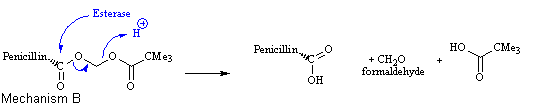 Esterase
H +
Penicillin
C O O CMe3
O O
Mechanism B
Penicillin O
C
OH
+ CH2O
formaldehyde
+
HO CMe3
O